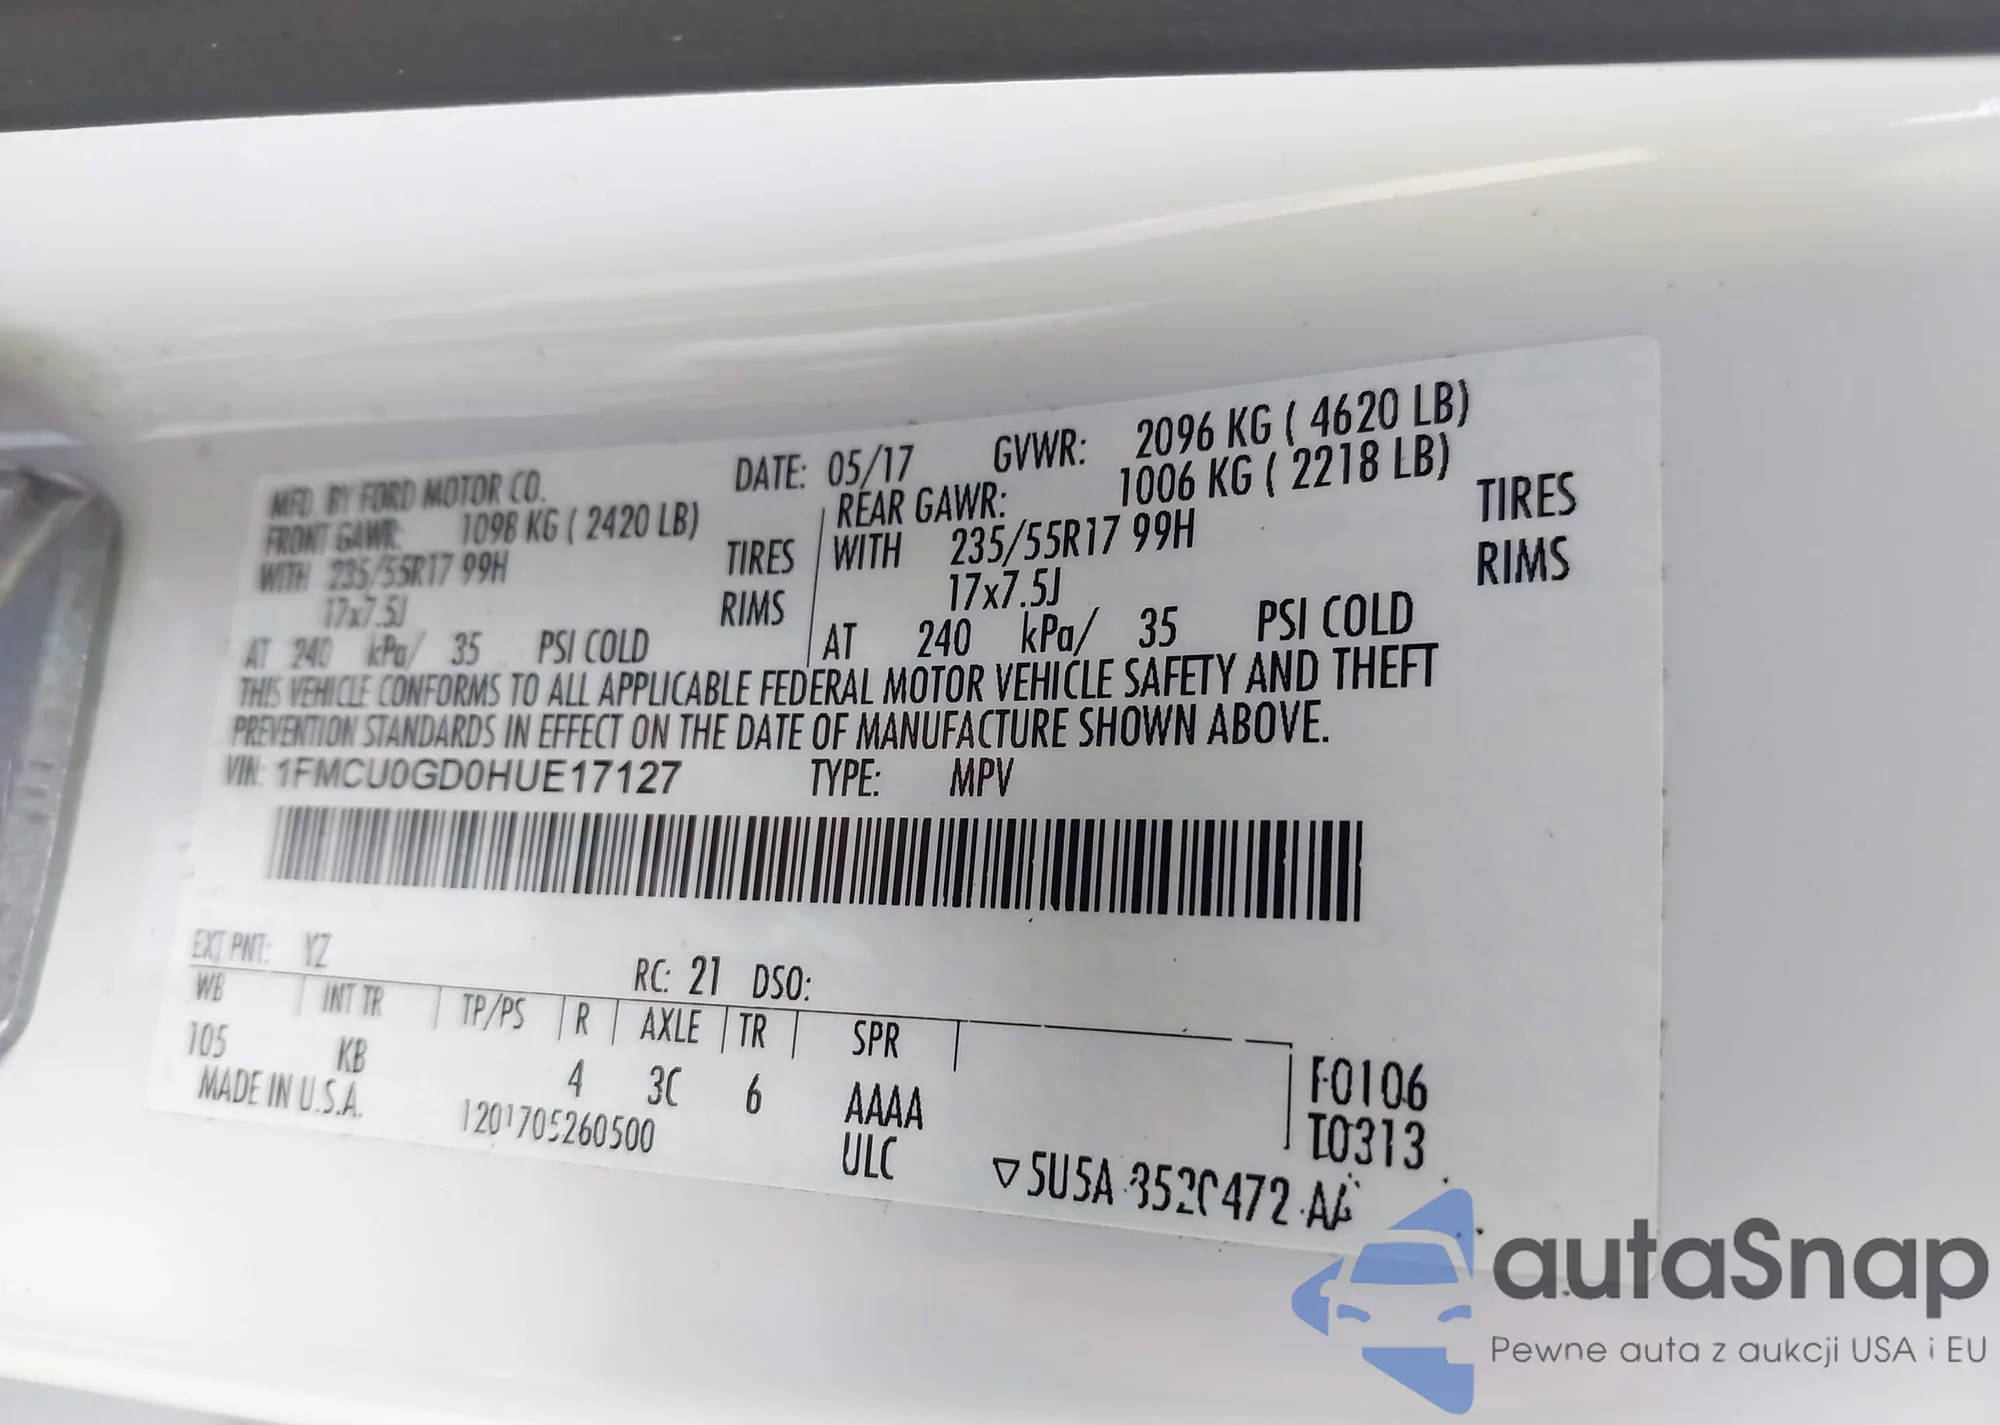 MFD. BY FORD MOTOR CO. DATE: 05/17 GVWR: 2096 KG ( 4620 LB)
FRONT GAWR: 1098 KG ( 2420 LB) REAR GAWR: 1006 KG ( 2218 LB)
WITH 235/55R17 99H TIRES WITH 235/55R17 99H TIRES
17x7.5J RIMS 17x7.5J RIMS
AT 240 kPa/ 35 PSI COLD AT 240 kPa/ 35 PSI COLD
THIS VEHICLE CONFORMS TO ALL APPLICABLE FEDERAL MOTOR VEHICLE SAFETY AND THEFT
PREVENTION STANDARDS IN EFFECT ON THE DATE OF MANUFACTURE SHOWN ABOVE.
VIN: 1FMCU0GD0HUE17127 TYPE: MPV
EXT PNT: YZ RC: 21 DSO:
WB INT TR TP/PS R AXLE TR SPR
105 KB 4 3C 6 AAAA F0106
MADE IN U.S.A. 1201705260500 ULC T0313
▽5U5A 3520472 AA
autaSnap
Pewne auta z aukcji USA i EU